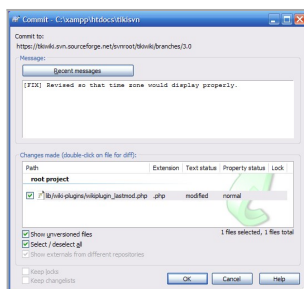 Commit - C:\xampp\htdocs\tikisvn
Commit to:
https://tikiwiki.svn.sourceforge.net/svnroot/tikiwiki/branches/3.0
Message:
Recent messages
[FIX] Revised so that time zone would display properly.
Changes made (double-click on file for diff):
Path Extension Text status Property status Lock
root project
lib/wiki-plugins/wikiplugin_lastmod.php .php modified normal
Show unversioned files 1 files selected, 1 files total
Select / deselect all
Show externals from different repositories
Keep locks
Keep changelists
OK Cancel Help